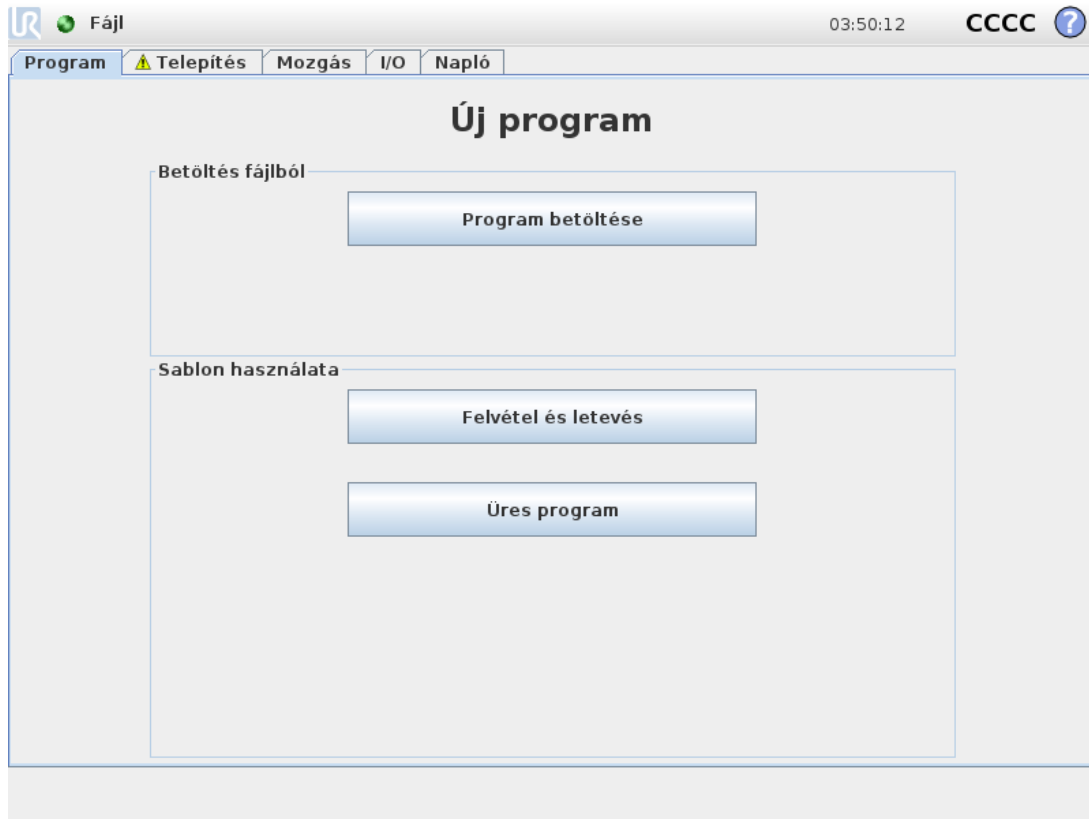 UR Fájl 03:50:12 CCCC ?
Program Telepítés Mozgás I/O Napló
Új program
Betöltés fájlból
Program betöltése
Sablon használata
Felvétel és letevés
Üres program